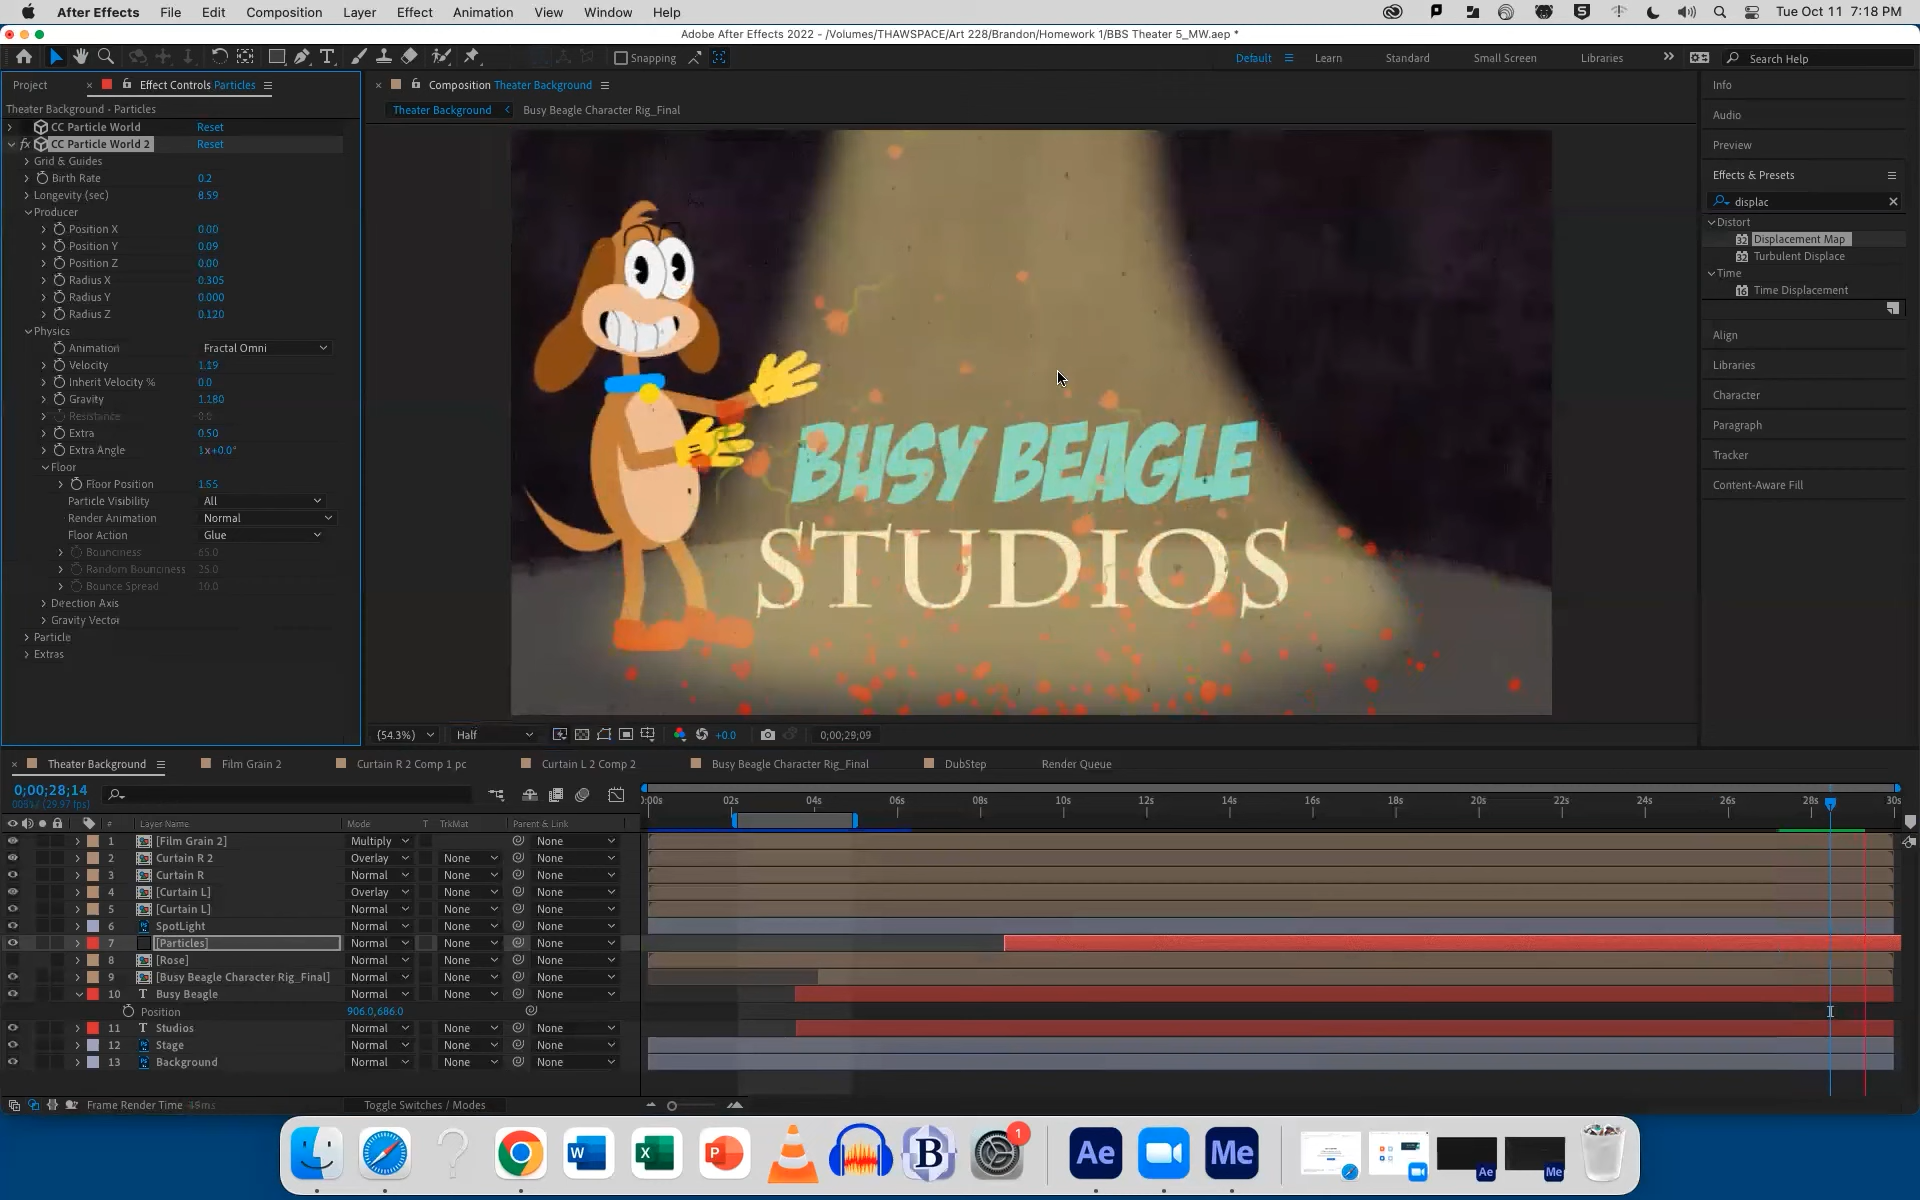 After Effects File Edit Composition Layer Effect Animation View Window Help Tue Oct 11 7:18 PM
Adobe After Effects 2022 - /Volumes/THAWSPACE/Art 228/Brandon/Homework 1/BBS Theater 5_MW.aep *
Snapping Default Learn Standard Small Screen Libraries Search Help
Project Effect Controls Particles
Theater Background - Particles
CC Particle World Reset
fx CC Particle World 2 Reset
Grid & Guides
Birth Rate 0.2
Longevity (sec) 8.59
Producer
Position X 0.00
Position Y 0.09
Position Z 0.00
Radius X 0.305
Radius Y 0.000
Radius Z 0.120
Physics
Animation Fractal Omni
Velocity 1.19
Inherit Velocity % 0.0
Gravity 1.180
Resistance 0.0
Extra 0.50
Extra Angle 1x+0.0°
Floor
Floor Position 1.55
Particle Visibility All
Render Animation Normal
Floor Action Glue
Bounciness 65.0
Random Bounciness 25.0
Bounce Spread 10.0
Direction Axis
Gravity Vector
Particle
Extras
Composition Theater Background
Theater Background Busy Beagle Character Rig_Final
BUSY BEAGLE
STUDIOS
(54.3%) Half +0.0 0;00;29;09
Info
Audio
Preview
Effects & Presets
displac
Distort
32 Displacement Map
32 Turbulent Displace
Time
16 Time Displacement
Align
Libraries
Character
Paragraph
Tracker
Content-Aware Fill
Theater Background Film Grain 2 Curtain R 2 Comp 1 pc Curtain L 2 Comp 2 Busy Beagle Character Rig_Final DubStep Render Queue
0;00;28;14
(29.97 fps)
:00s 02s 04s 06s 08s 10s 12s 14s 16s 18s 20s 22s 24s 26s 28s 30s
# Layer Name Mode T TrkMat Parent & Link
1 [Film Grain 2] Multiply None
2 Curtain R 2 Overlay None None
3 Curtain R Normal None None
4 [Curtain L] Overlay None None
5 [Curtain L] Normal None None
6 SpotLight Normal None None
7 [Particles] Normal None None
8 [Rose] Normal None None
9 [Busy Beagle Character Rig_Final] Normal None None
10 T Busy Beagle Normal None None
Position 906.0,686.0
11 T Studios Normal None None
12 Stage Normal None None
13 Background Normal None None
Frame Render Time Toggle Switches / Modes
W X P B 1 Ae Me Ae Me